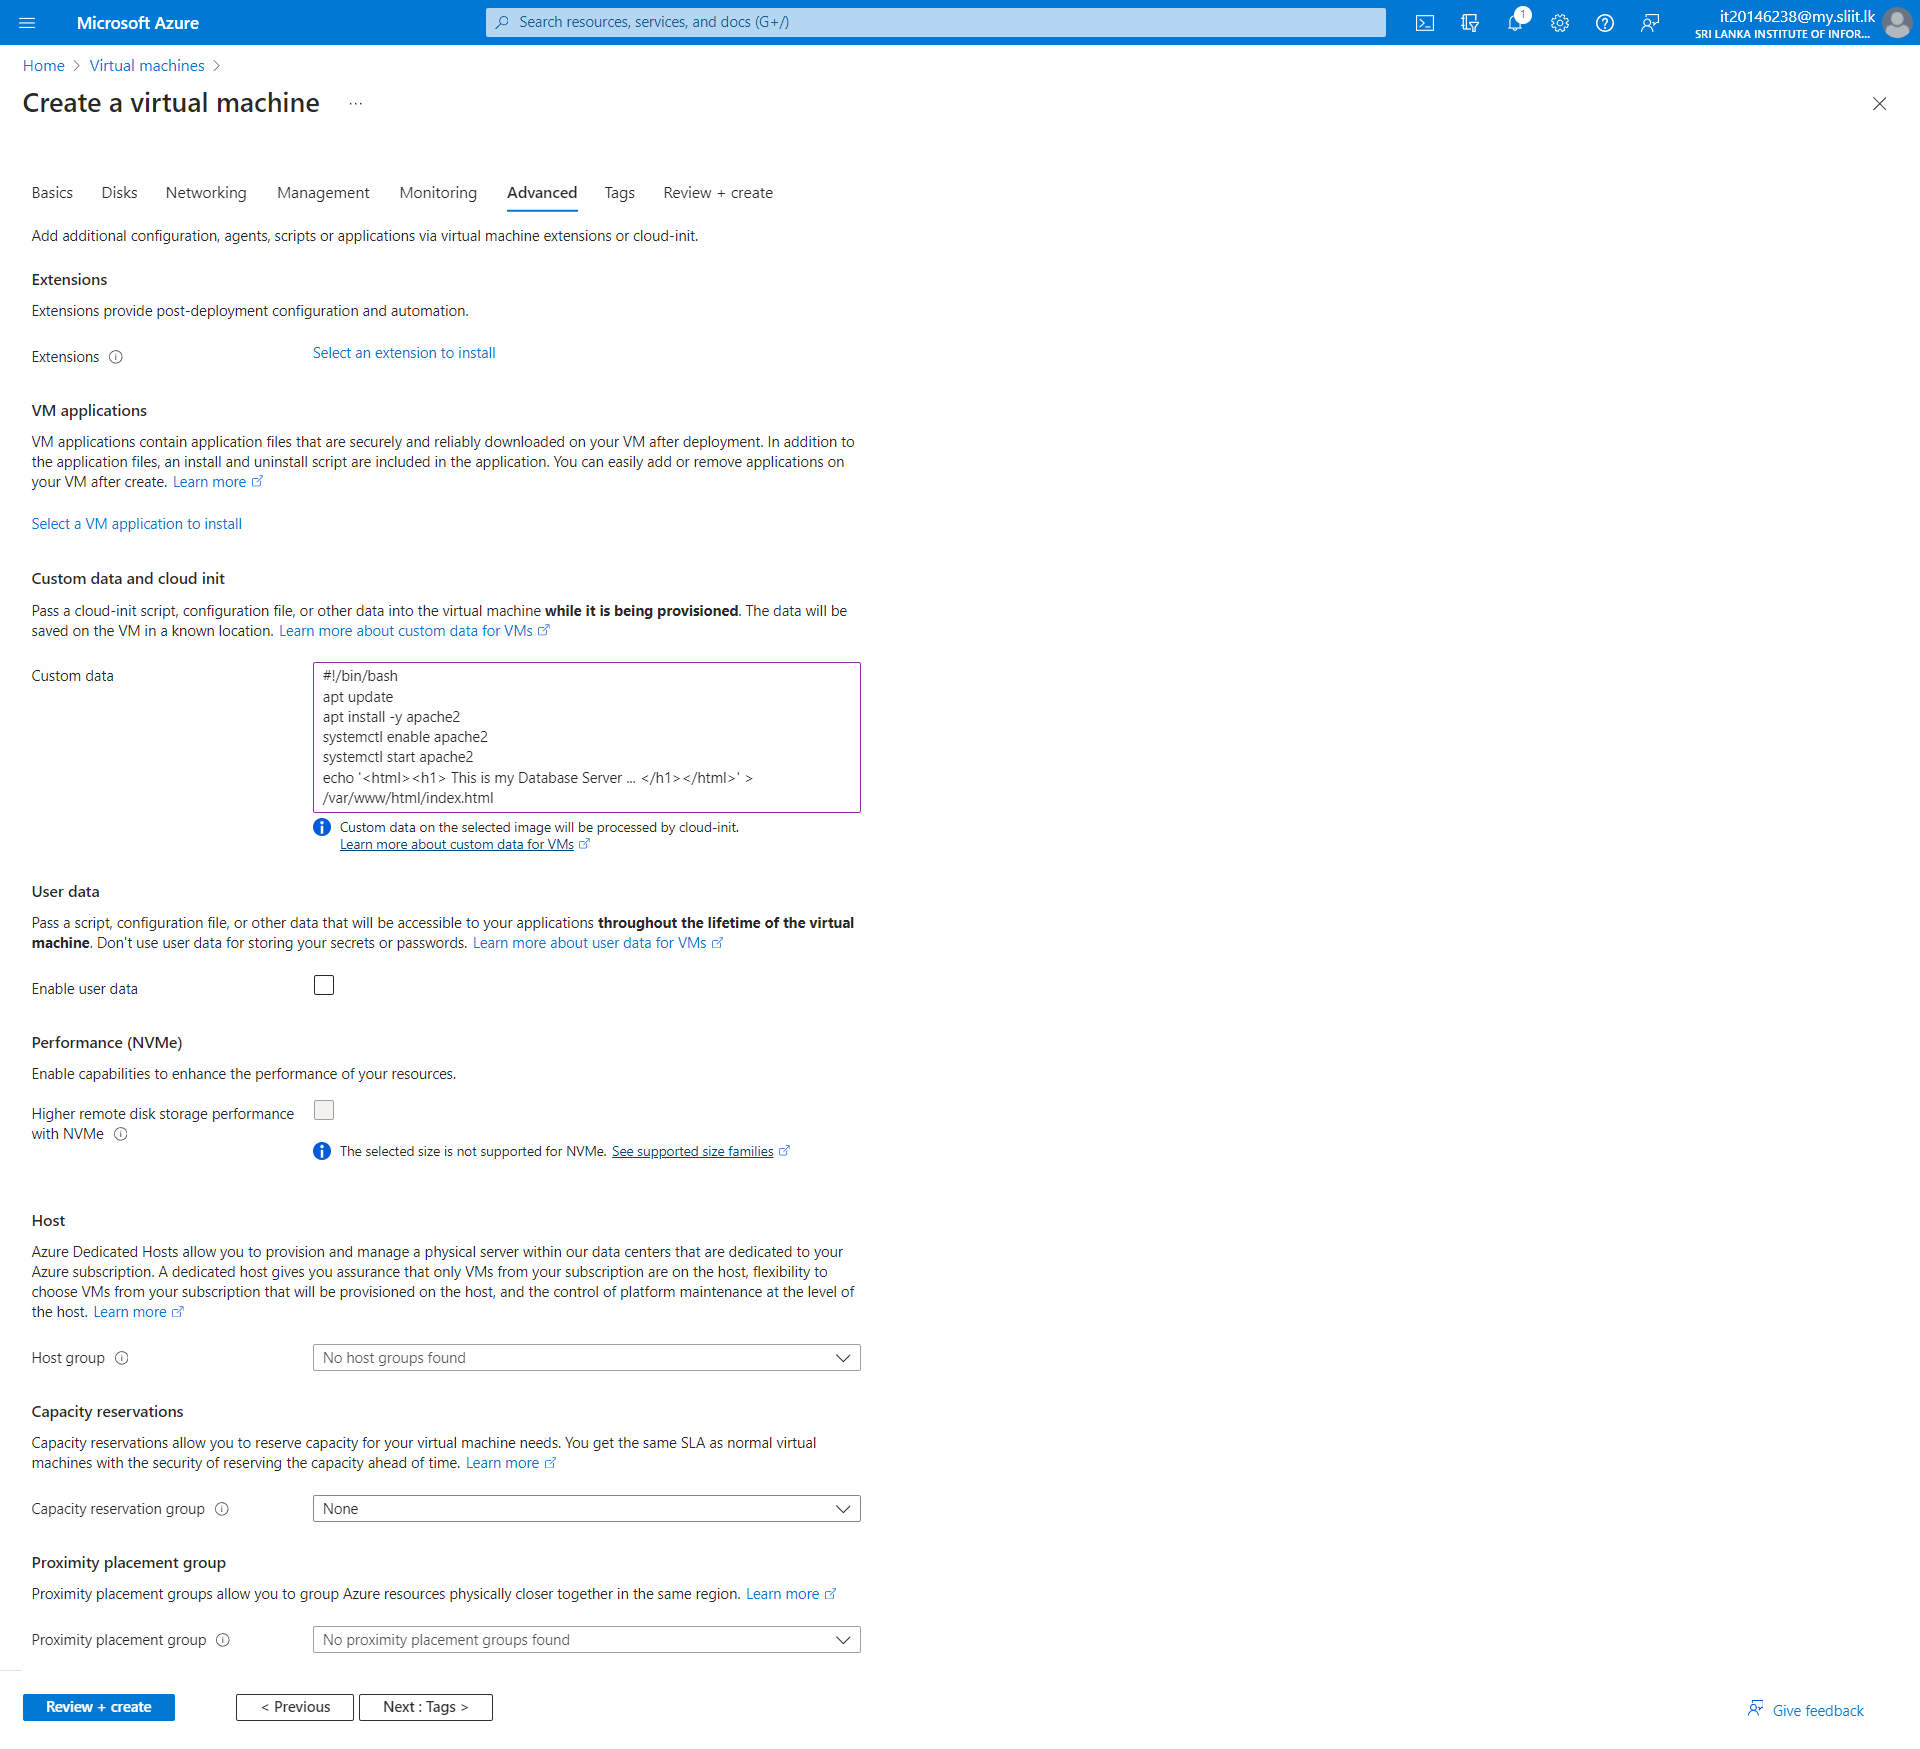 Microsoft Azure
Search resources, services, and docs (G+/)
1
it20146238@my.sliit.lk
SRI LANKA INSTITUTE OF INFOR...
Home > Virtual machines >
Create a virtual machine ...
Basics Disks Networking Management Monitoring Advanced Tags Review + create
Add additional configuration, agents, scripts or applications via virtual machine extensions or cloud-init.
Extensions
Extensions provide post-deployment configuration and automation.
Extensions
Select an extension to install
VM applications
VM applications contain application files that are securely and reliably downloaded on your VM after deployment. In addition to
the application files, an install and uninstall script are included in the application. You can easily add or remove applications on
your VM after create. Learn more
Select a VM application to install
Custom data and cloud init
Pass a cloud-init script, configuration file, or other data into the virtual machine while it is being provisioned. The data will be
saved on the VM in a known location. Learn more about custom data for VMs
Custom data
#!/bin/bash
apt update
apt install -y apache2
systemctl enable apache2
systemctl start apache2
echo '<html><h1> This is my Database Server ... </h1></html>' >
/var/www/html/index.html
Custom data on the selected image will be processed by cloud-init.
Learn more about custom data for VMs
User data
Pass a script, configuration file, or other data that will be accessible to your applications throughout the lifetime of the virtual
machine. Don't use user data for storing your secrets or passwords. Learn more about user data for VMs
Enable user data
Performance (NVMe)
Enable capabilities to enhance the performance of your resources.
Higher remote disk storage performance
with NVMe
The selected size is not supported for NVMe. See supported size families
Host
Azure Dedicated Hosts allow you to provision and manage a physical server within our data centers that are dedicated to your
Azure subscription. A dedicated host gives you assurance that only VMs from your subscription are on the host, flexibility to
choose VMs from your subscription that will be provisioned on the host, and the control of platform maintenance at the level of
the host. Learn more
Host group
No host groups found
Capacity reservations
Capacity reservations allow you to reserve capacity for your virtual machine needs. You get the same SLA as normal virtual
machines with the security of reserving the capacity ahead of time. Learn more
Capacity reservation group
None
Proximity placement group
Proximity placement groups allow you to group Azure resources physically closer together in the same region. Learn more
Proximity placement group
No proximity placement groups found
Review + create
< Previous
Next : Tags >
Give feedback